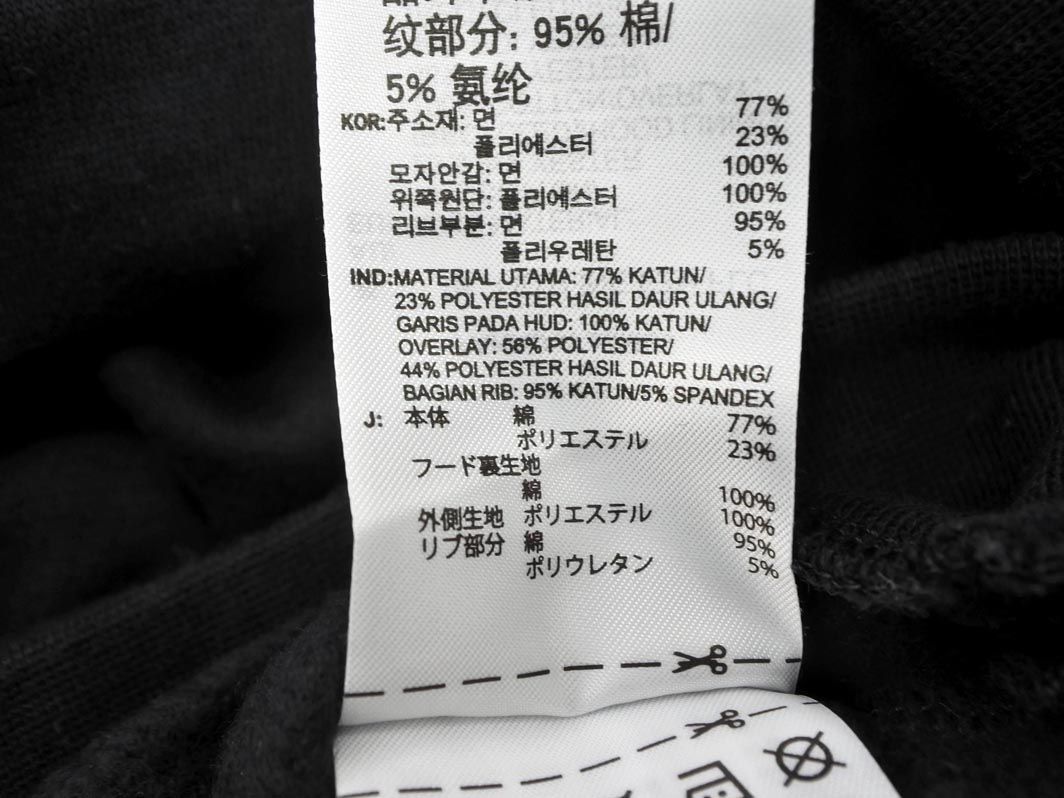 纹部分: 95% 棉/
5% 氨纶
KOR:주소재: 면 77%
폴리에스터 23%
모자안감: 면 100%
위쪽원단: 폴리에스터 100%
리브부분: 면 95%
폴리우레탄 5%
IND:MATERIAL UTAMA: 77% KATUN/
23% POLYESTER HASIL DAUR ULANG/
GARIS PADA HUD: 100% KATUN/
OVERLAY: 56% POLYESTER/
44% POLYESTER HASIL DAUR ULANG/
BAGIAN RIB: 95% KATUN/5% SPANDEX
J: 本体 綿 77%
ポリエステル 23%
フード裏生地
綿 100%
外側生地 ポリエステル 100%
リブ部分 綿 95%
ポリウレタン 5%